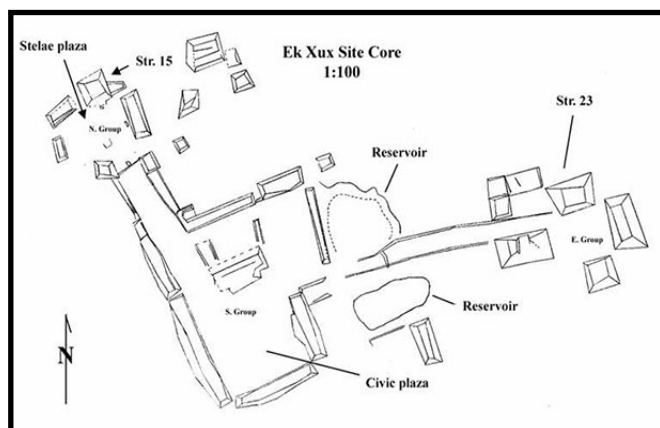 Stelae plaza
Str. 15
Ek Xux Site Core
1:100
N. Group
Str. 23
Reservoir
E. Group
Reservoir
S. Group
N
Civic plaza